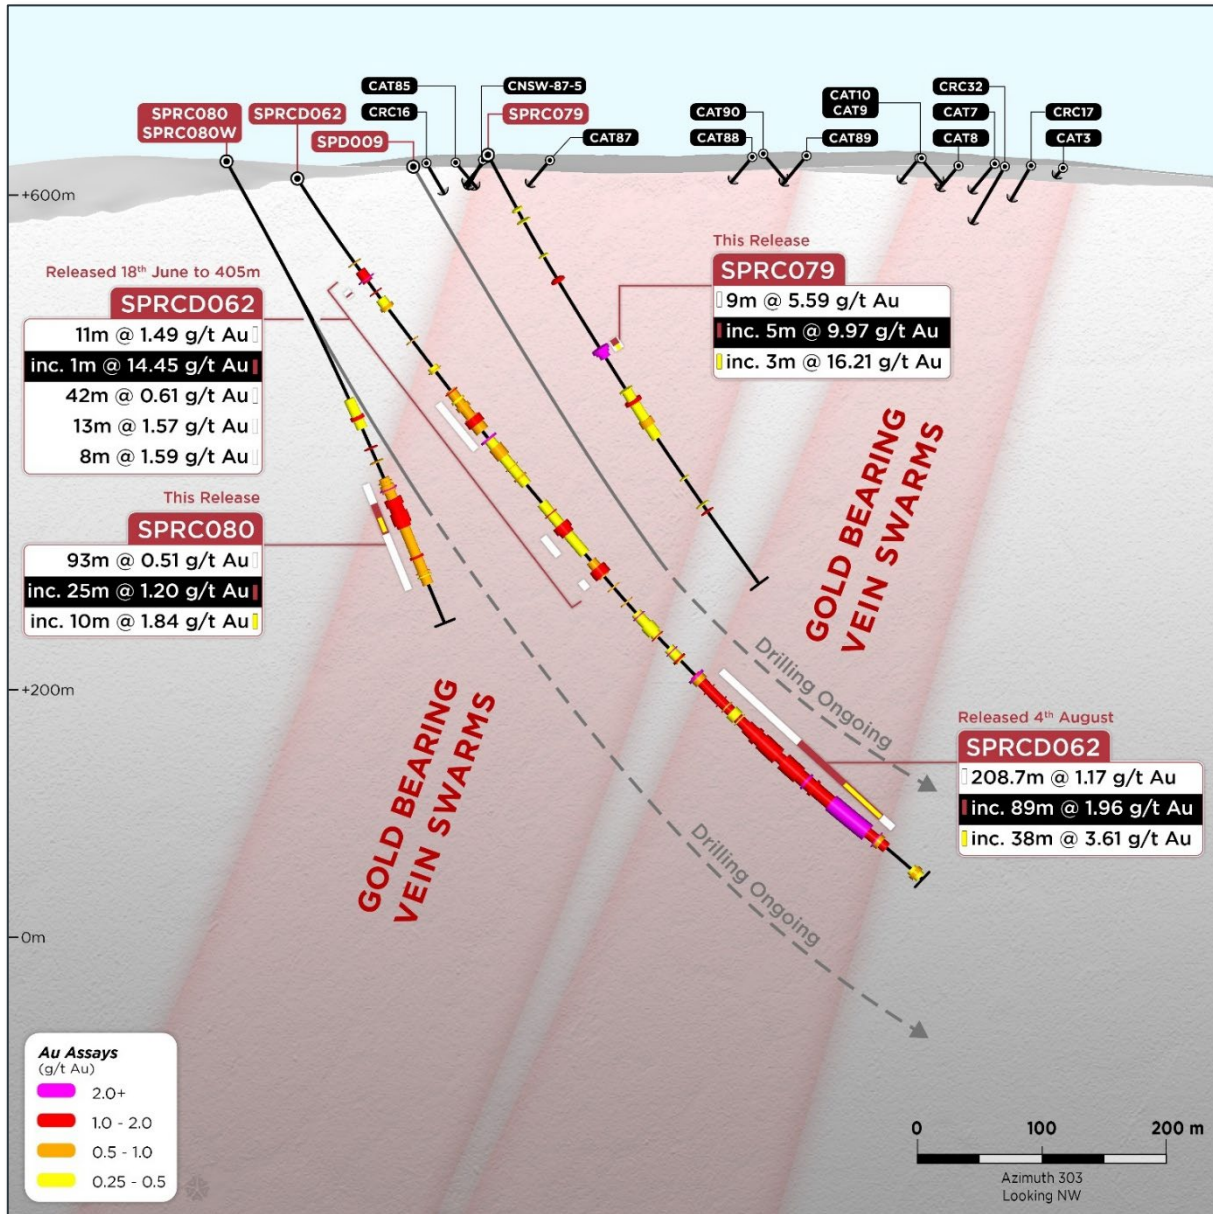 CAT85
CNSW-87-5
CAT10
CAT9
CRC32
SPRC080
SPRC080W
SPRCD062
CRC16
SPRC079
CAT90
CAT7
CRC17
SPD009
CAT87
CAT88
CAT89
CAT8
CAT3
+600m
This Release
SPRC079
9m @ 5.59 g/t Au
inc. 5m @ 9.97 g/t Au
inc. 3m @ 16.21 g/t Au
Released 18th June to 405m
SPRCD062
11m @ 1.49 g/t Au
inc. 1m @ 14.45 g/t Au
42m @ 0.61 g/t Au
13m @ 1.57 g/t Au
8m @ 1.59 g/t Au
This Release
SPRC080
93m @ 0.51 g/t Au
inc. 25m @ 1.20 g/t Au
inc. 10m @ 1.84 g/t Au
GOLD BEARING
VEIN SWARMS
+200m
Drilling Ongoing
GOLD BEARING
VEIN SWARMS
Released 4th August
SPRCD062
208.7m @ 1.17 g/t Au
inc. 89m @ 1.96 g/t Au
inc. 38m @ 3.61 g/t Au
Drilling Ongoing
0m
Au Assays
(g/t Au)
2.0+
1.0 - 2.0
0.5 - 1.0
0.25 - 0.5
0 100 200 m
Azimuth 303
Looking NW